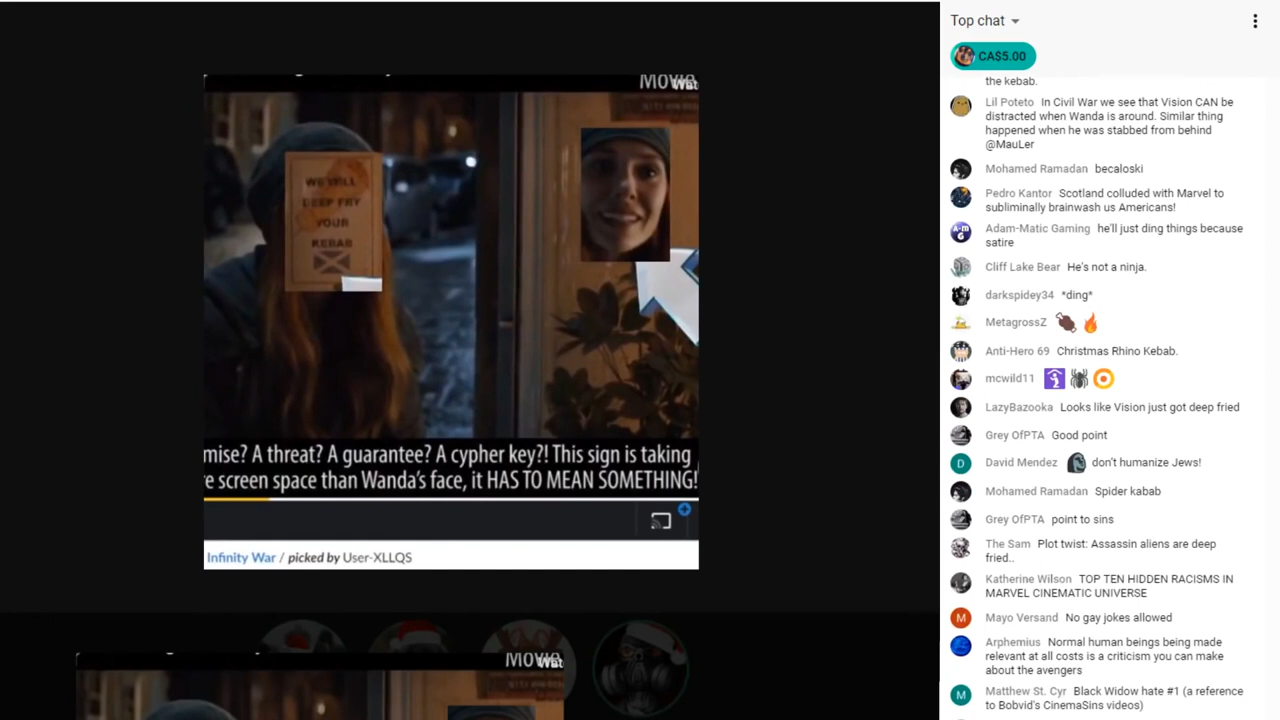 MOVIE
WE'LL
DEEP FRY
YOUR
KEBAB
mise? A threat? A guarantee? A cypher key?! This sign is taking
e screen space than Wanda's face, it HAS TO MEAN SOMETHING!
Infinity War / picked by User-XLLQS
MOVIE
Top chat
CA$5.00
the kebab.
Lil Poteto In Civil War we see that Vision CAN be
distracted when Wanda is around. Similar thing
happened when he was stabbed from behind
@MauLer
Mohamed Ramadan becaloski
Pedro Kantor Scotland colluded with Marvel to
subliminally brainwash us Americans!
A-M
G
Adam-Matic Gaming he'll just ding things because
satire
Cliff Lake Bear He's not a ninja.
darkspidey34 *ding*
MetagrossZ
Anti-Hero 69 Christmas Rhino Kebab.
mcwild11
LazyBazooka Looks like Vision just got deep fried
Grey OfPTA Good point
D
David Mendez don't humanize Jews!
Mohamed Ramadan Spider kabab
Grey OfPTA point to sins
The Sam Plot twist: Assassin aliens are deep
fried..
Katherine Wilson TOP TEN HIDDEN RACISMS IN
MARVEL CINEMATIC UNIVERSE
M
Mayo Versand No gay jokes allowed
Arphemius Normal human beings being made
relevant at all costs is a criticism you can make
about the avengers
M
Matthew St. Cyr Black Widow hate #1 (a reference
to Bobvid's CinemaSins videos)